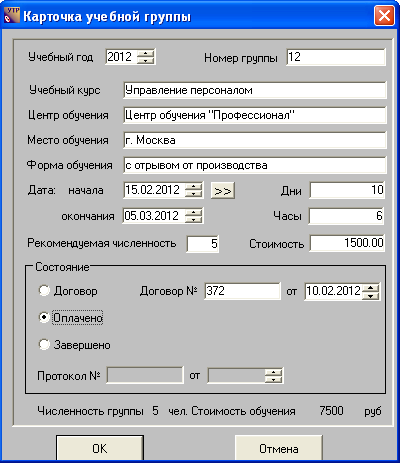 Карточка учебной группы
Учебный год 2012 Номер группы 12
Учебный курс Управление персоналом
Центр обучения Центр обучения "Профессионал"
Место обучения г. Москва
Форма обучения с отрывом от производства
Дата: начала 15.02.2012 >> Дни 10
окончания 05.03.2012 Часы 6
Рекомендуемая численность 5 Стоимость 1500.00
Состояние
Договор Договор № 372 от 10.02.2012
Оплачено
Завершено
Протокол № от
Численность группы 5 чел. Стоимость обучения 7500 руб
OK Отмена